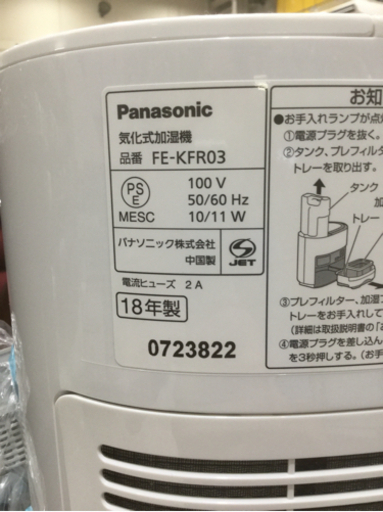 Panasonic
気化式加湿機
品番 FE-KFR03
PS
E
MESC
100 V
50/60 Hz
10/11 W
パナソニック株式会社
中国製
JET
電流ヒューズ 2A
18年製
0723822
お知
●お手入れランプが点
①電源プラグを抜く。
②タンク、プレフィルタ
トレーを取り出す。
タンク
加
トレー
③プレフィルター、加湿
トレーをお手入れして
(詳細は取扱説明書の「
④電源プラグを差し込ん
を3秒押しする。(お手